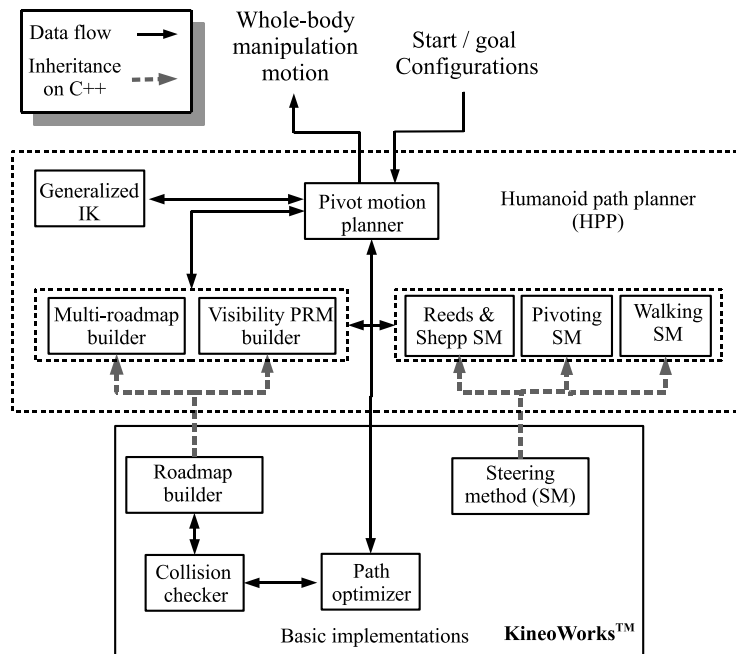 Data flow
Inheritance
on C++
Whole-body
manipulation
motion
Start / goal
Configurations
Generalized
IK
Pivot motion
planner
Humanoid path planner
(HPP)
Multi-roadmap
builder
Visibility PRM
builder
Reeds &
Shepp SM
Pivoting
SM
Walking
SM
Roadmap
builder
Steering
method (SM)
Collision
checker
Path
optimizer
Basic implementations
KineoWorks™